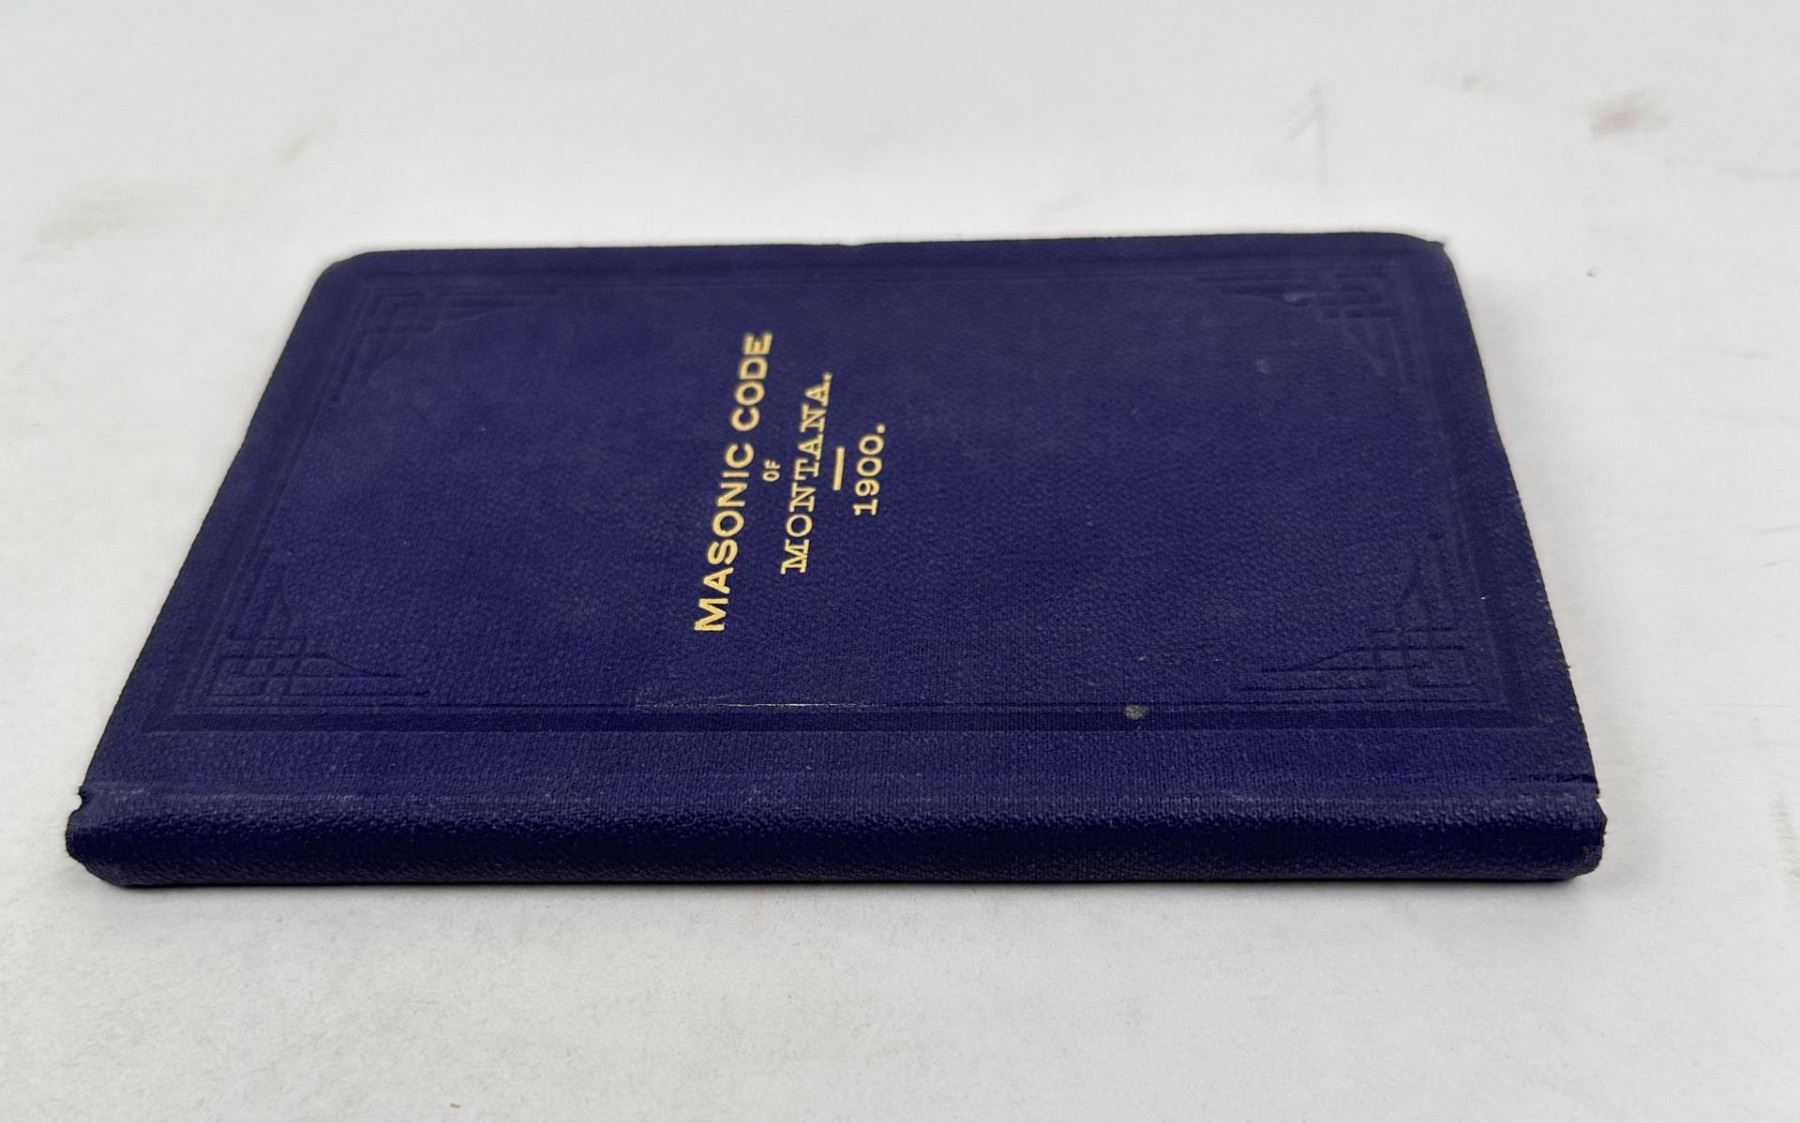 MASONIC CODE
OF
MONTANA.
1900.